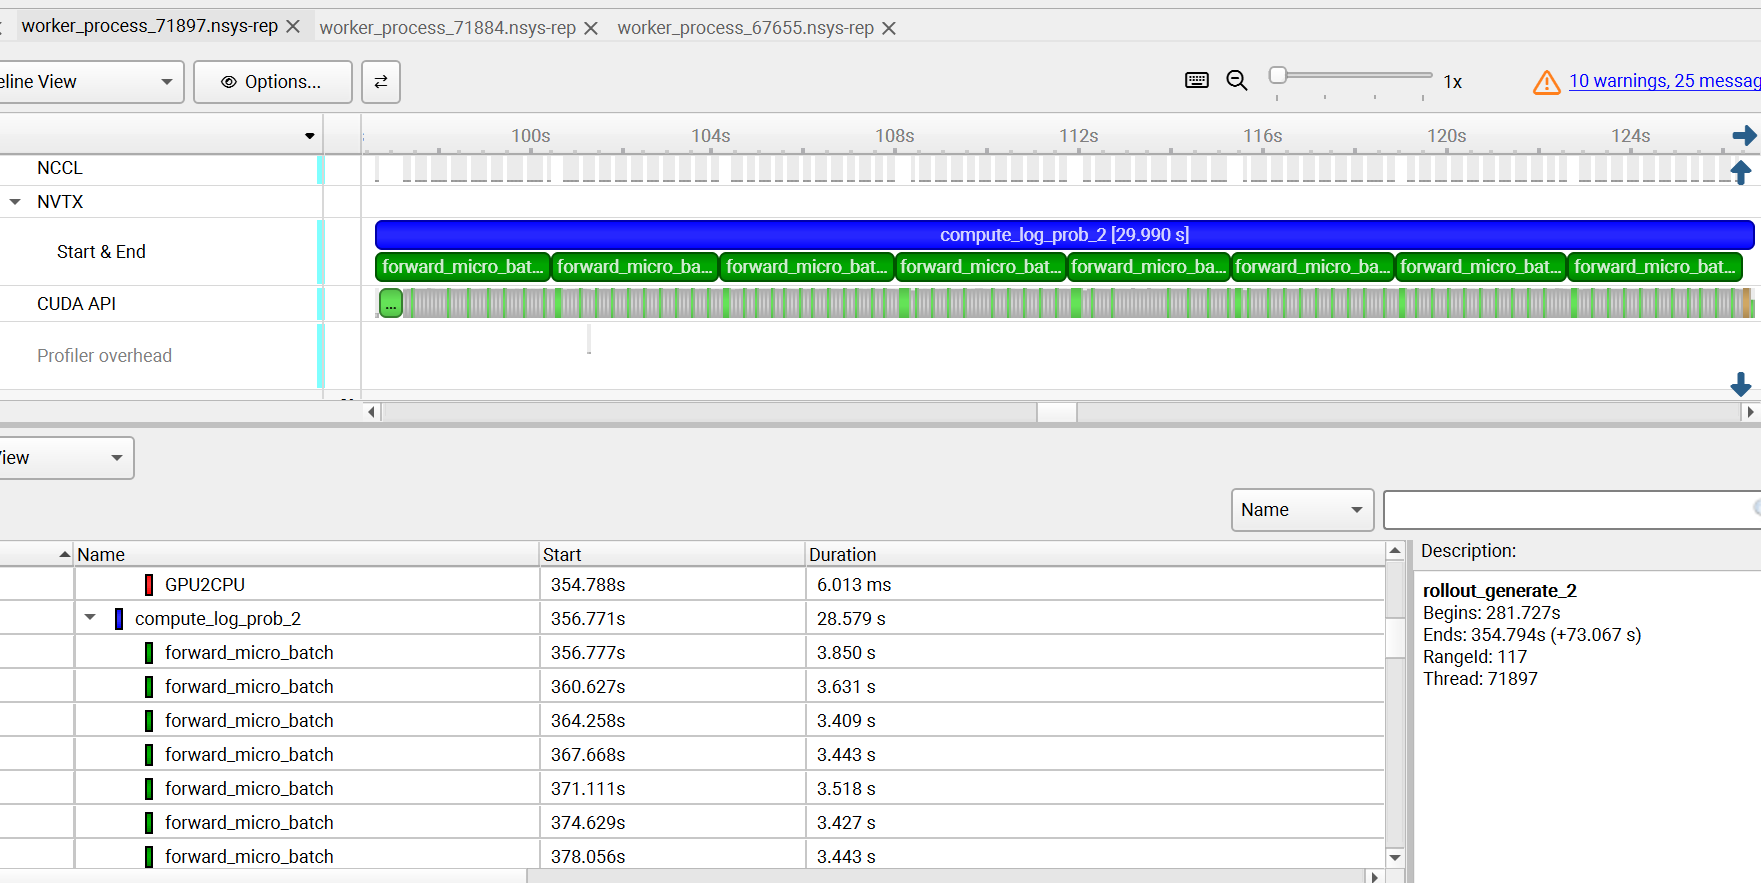 worker_process_71897.nsys-rep worker_process_71884.nsys-rep worker_process_67655.nsys-rep
eline View Options... 1x 10 warnings, 25 messag
100s 104s 108s 112s 116s 120s 124s
NCCL
NVTX
Start & End
compute_log_prob_2 [29.990 s]
forward_micro_bat... forward_micro_ba... forward_micro_bat... forward_micro_bat... forward_micro_ba... forward_micro_ba... forward_micro_bat... forward_micro_bat...
CUDA API ...
Profiler overhead
iew
Name
Name Start Duration Description:
GPU2CPU 354.788s 6.013 ms
compute_log_prob_2 356.771s 28.579 s
forward_micro_batch 356.777s 3.850 s
forward_micro_batch 360.627s 3.631 s
forward_micro_batch 364.258s 3.409 s
forward_micro_batch 367.668s 3.443 s
forward_micro_batch 371.111s 3.518 s
forward_micro_batch 374.629s 3.427 s
forward_micro_batch 378.056s 3.443 s
rollout_generate_2
Begins: 281.727s
Ends: 354.794s (+73.067 s)
RangeId: 117
Thread: 71897